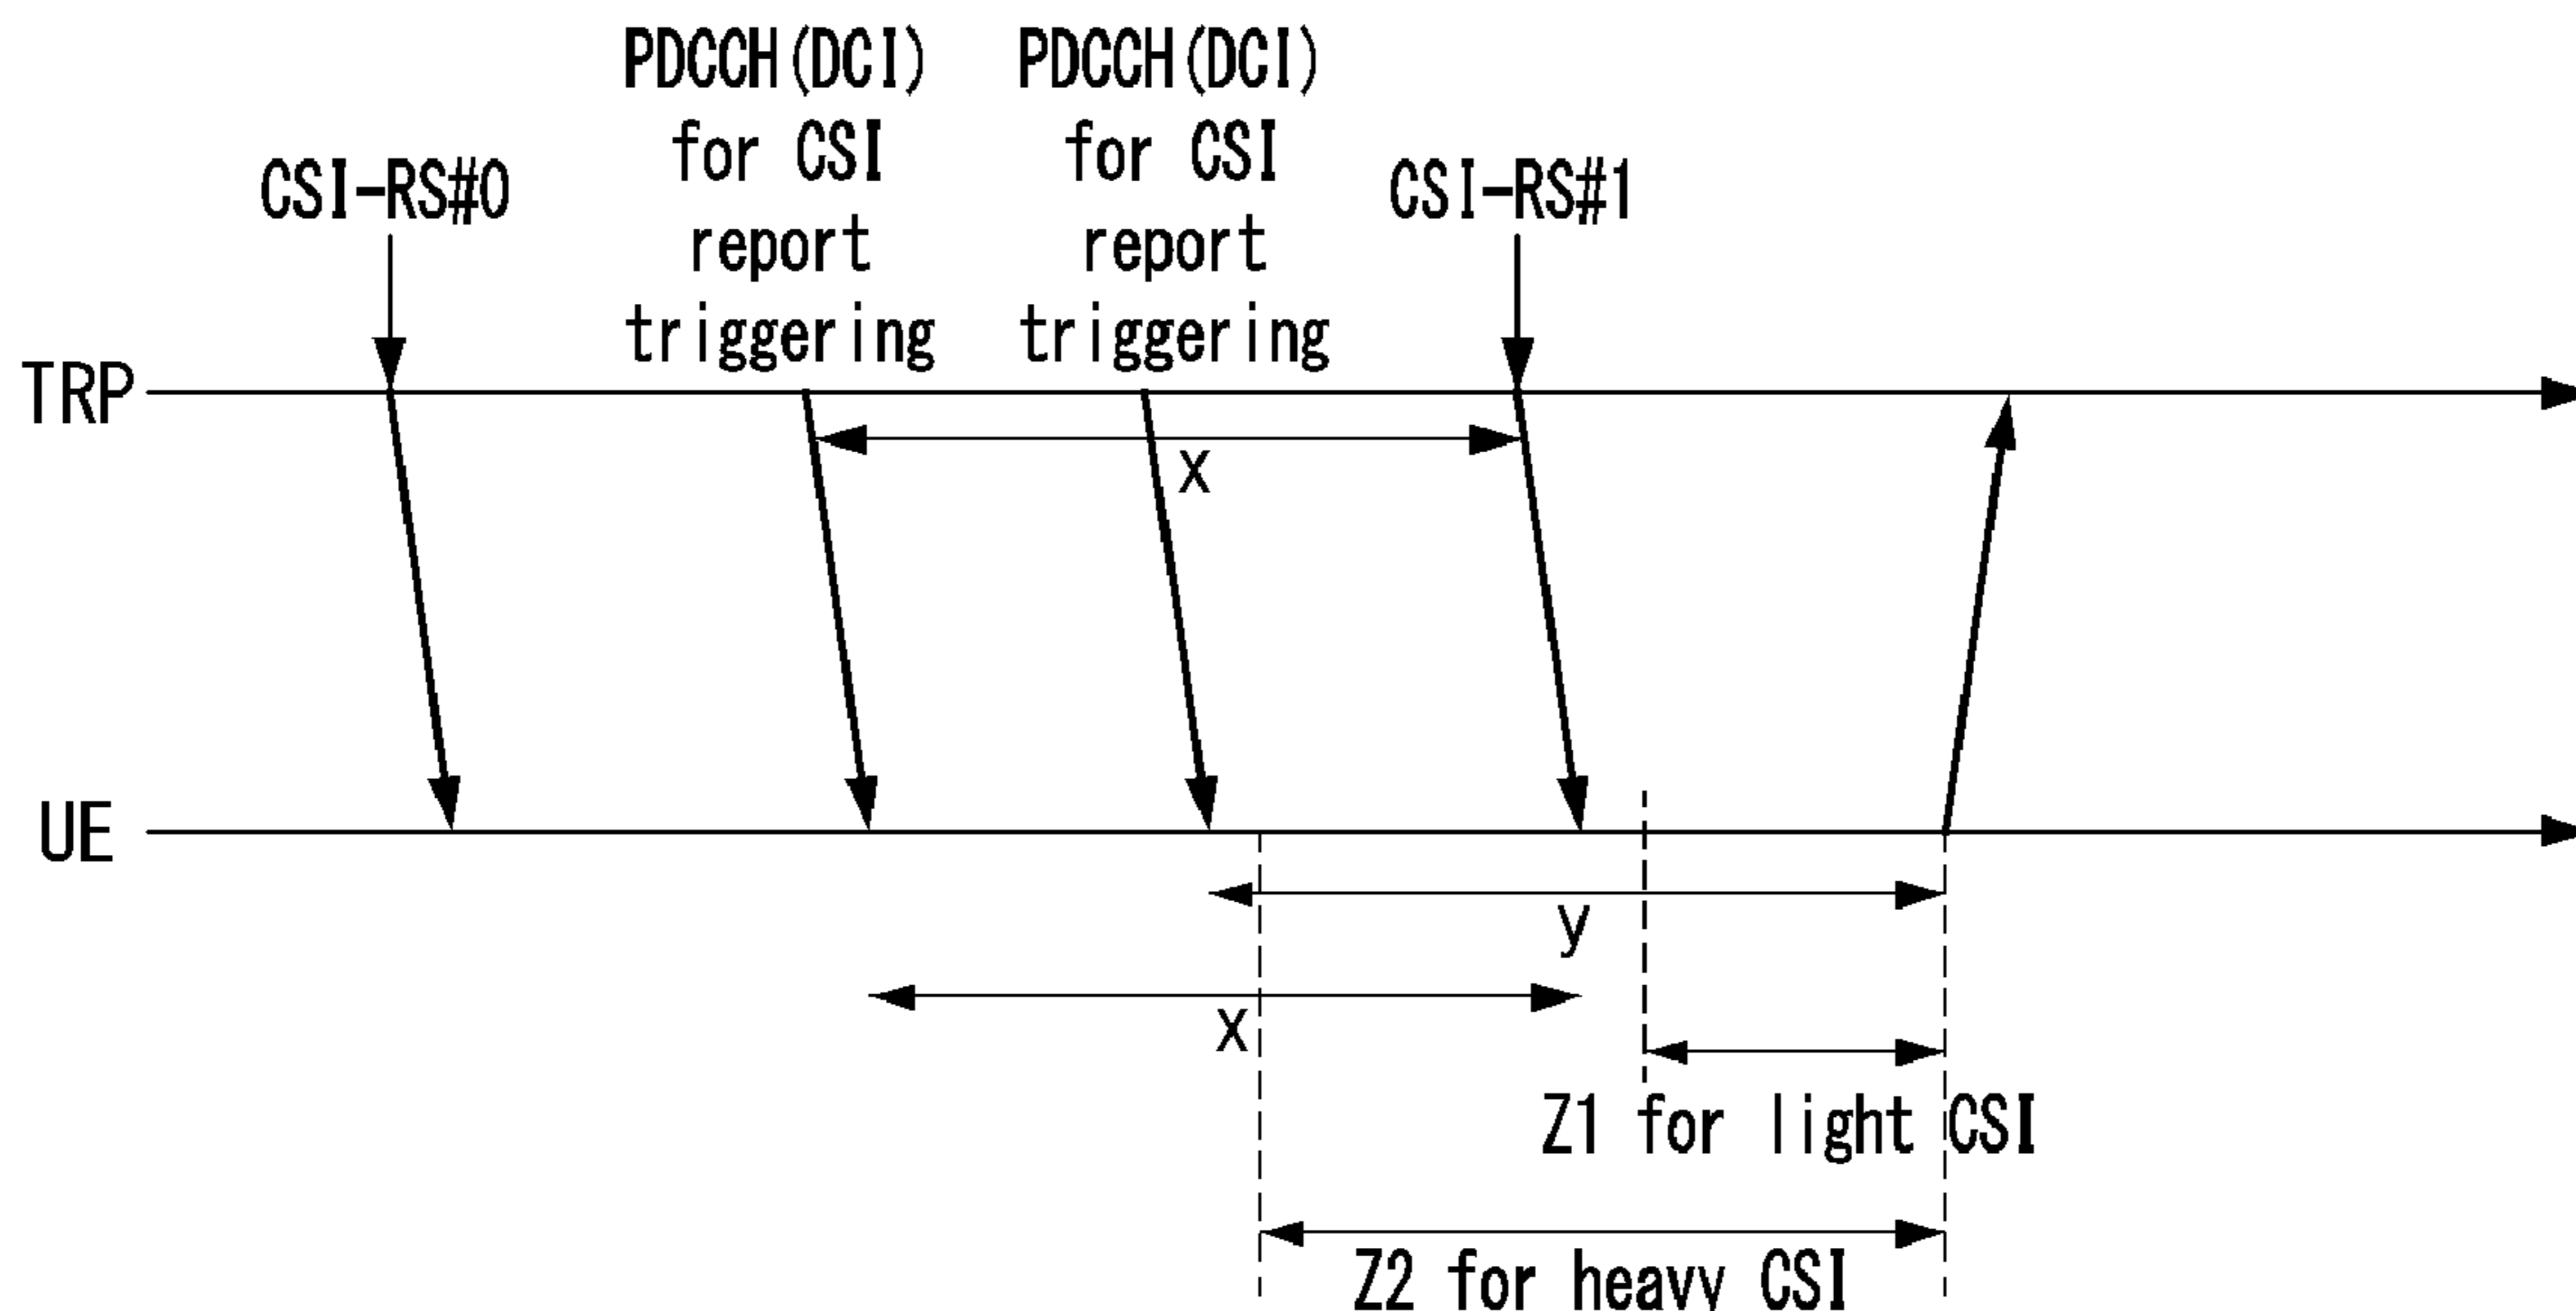 PDCCH(DCI)
for CSI
report
triggering
PDCCH(DCI)
for CSI
report
triggering
CSI-RS#0
CSI-RS#1
TRP
x
UE
y
x
Z1 for light CSI
Z2 for heavy CSI